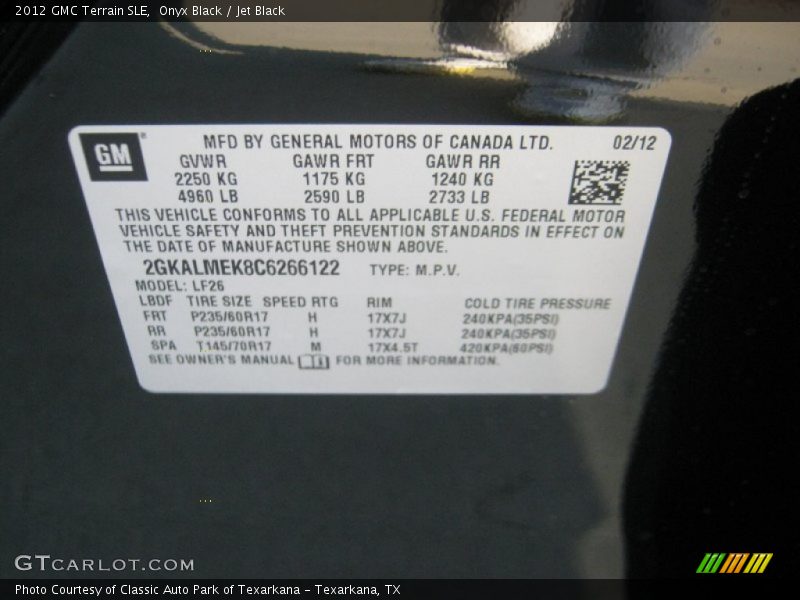 2012 GMC Terrain SLE,  Onyx Black / Jet Black
GM
MFD BY GENERAL MOTORS OF CANADA LTD. 02/12
GVWR GAWR FRT GAWR RR
2250 KG 1175 KG 1240 KG
4960 LB 2590 LB 2733 LB
THIS VEHICLE CONFORMS TO ALL APPLICABLE U.S. FEDERAL MOTOR
VEHICLE SAFETY AND THEFT PREVENTION STANDARDS IN EFFECT ON
THE DATE OF MANUFACTURE SHOWN ABOVE.
2GKALMEK8C6266122 TYPE: M.P.V.
MODEL: LF26
LBDF TIRE SIZE SPEED RTG RIM COLD TIRE PRESSURE
FRT P235/60R17 H 17X7J 240KPA(35PSI)
RR P235/60R17 H 17X7J 240KPA(35PSI)
SPA T145/70R17 M 17X4.5T 420KPA(60PSI)
SEE OWNER'S MANUAL FOR MORE INFORMATION.
GTCARLOT.COM
Photo Courtesy of Classic Auto Park of Texarkana - Texarkana, TX